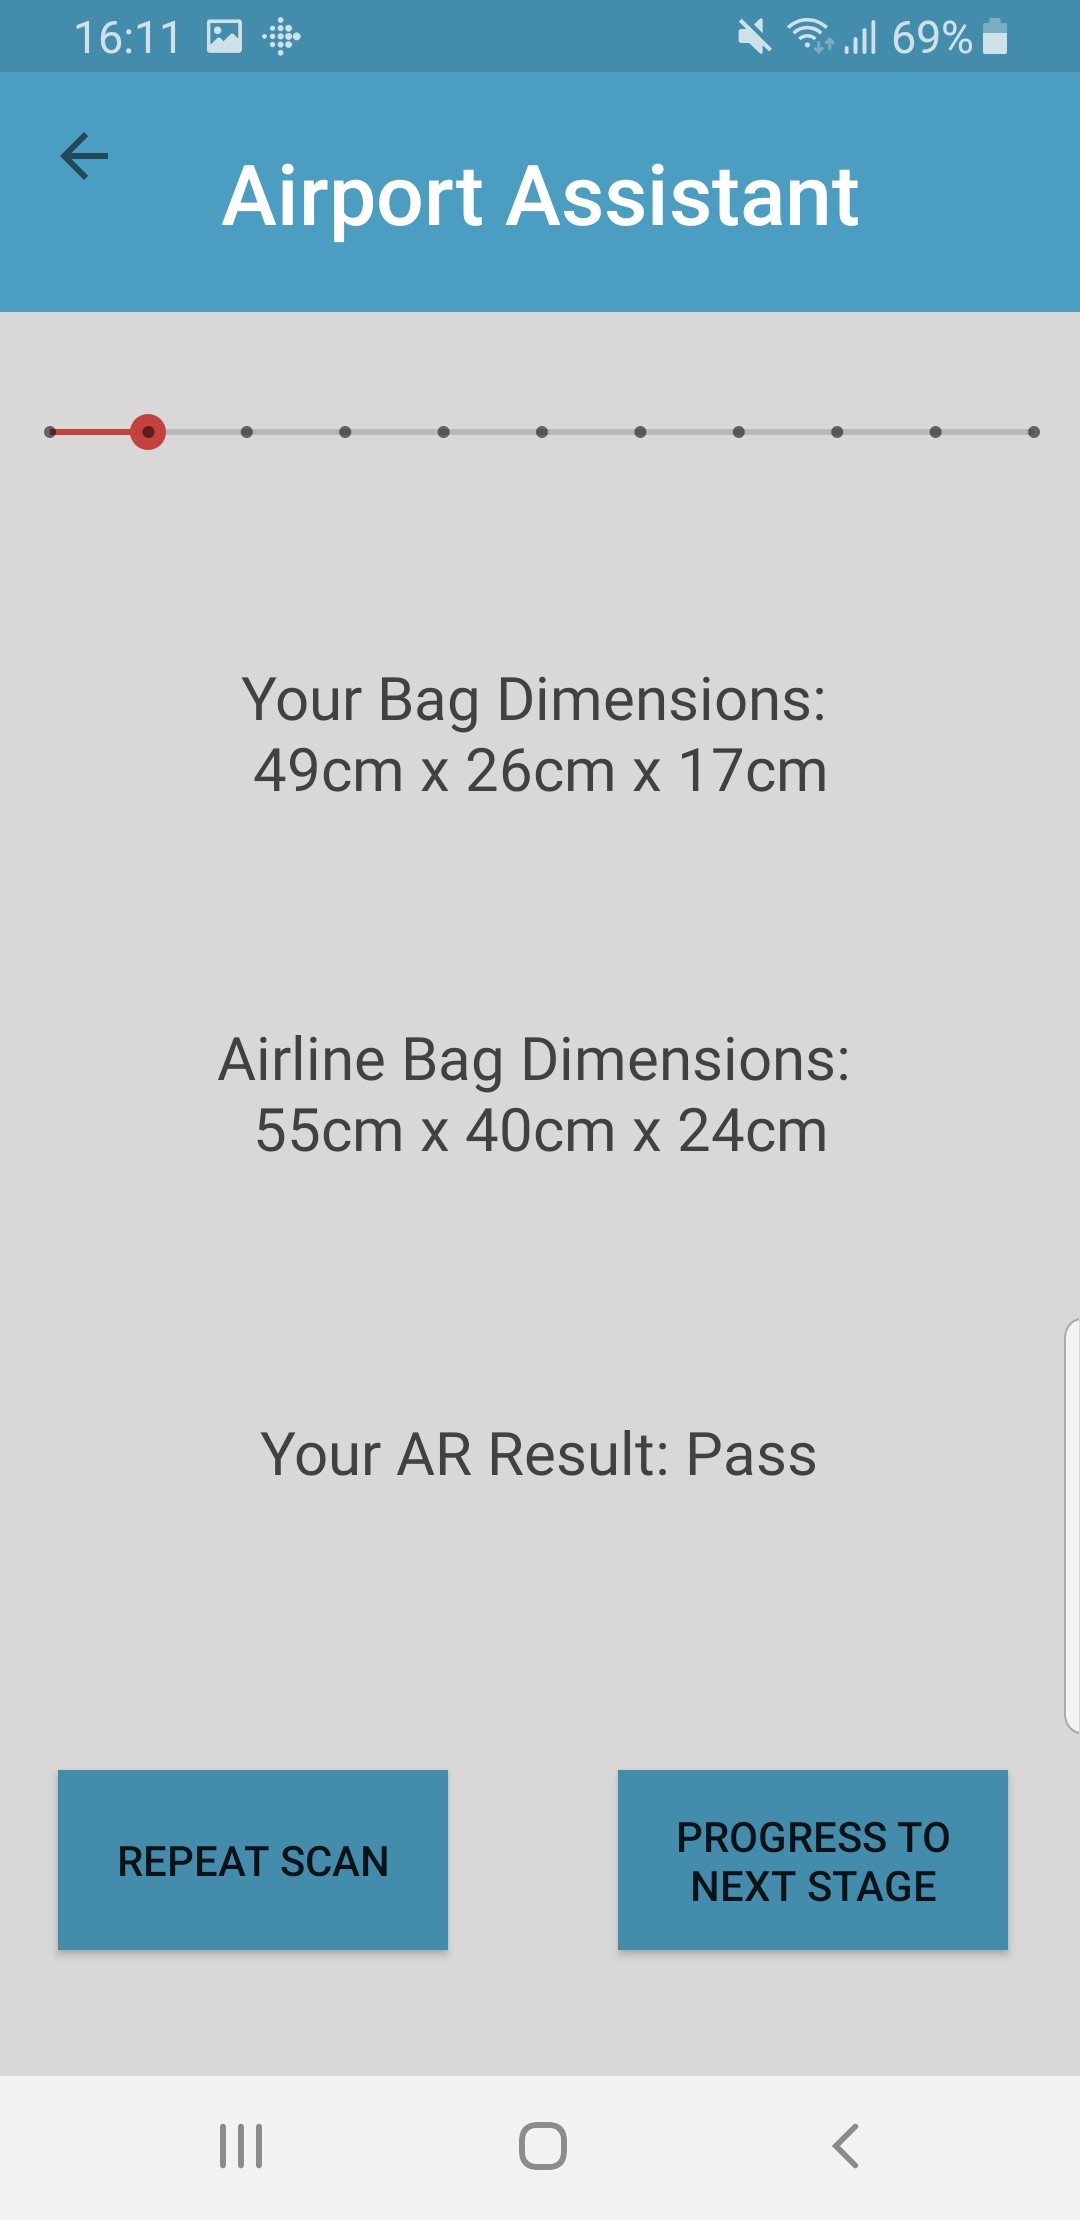 16:11
69%
Airport Assistant
Your Bag Dimensions:
49cm x 26cm x 17cm
Airline Bag Dimensions:
55cm x 40cm x 24cm
Your AR Result: Pass
REPEAT SCAN
PROGRESS TO
NEXT STAGE